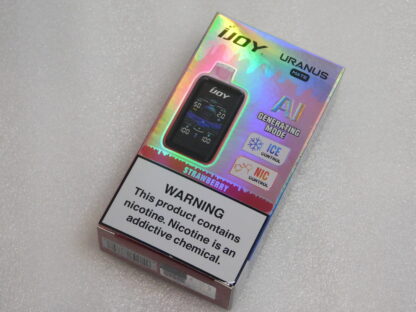 iJOY URANUS
iJOY
AI
GENERATING
MODE
ICE
CONTROL
NIC
CONTROL
STRAWBERRY
WARNING
This product contains
nicotine. Nicotine is an
addictive chemical.